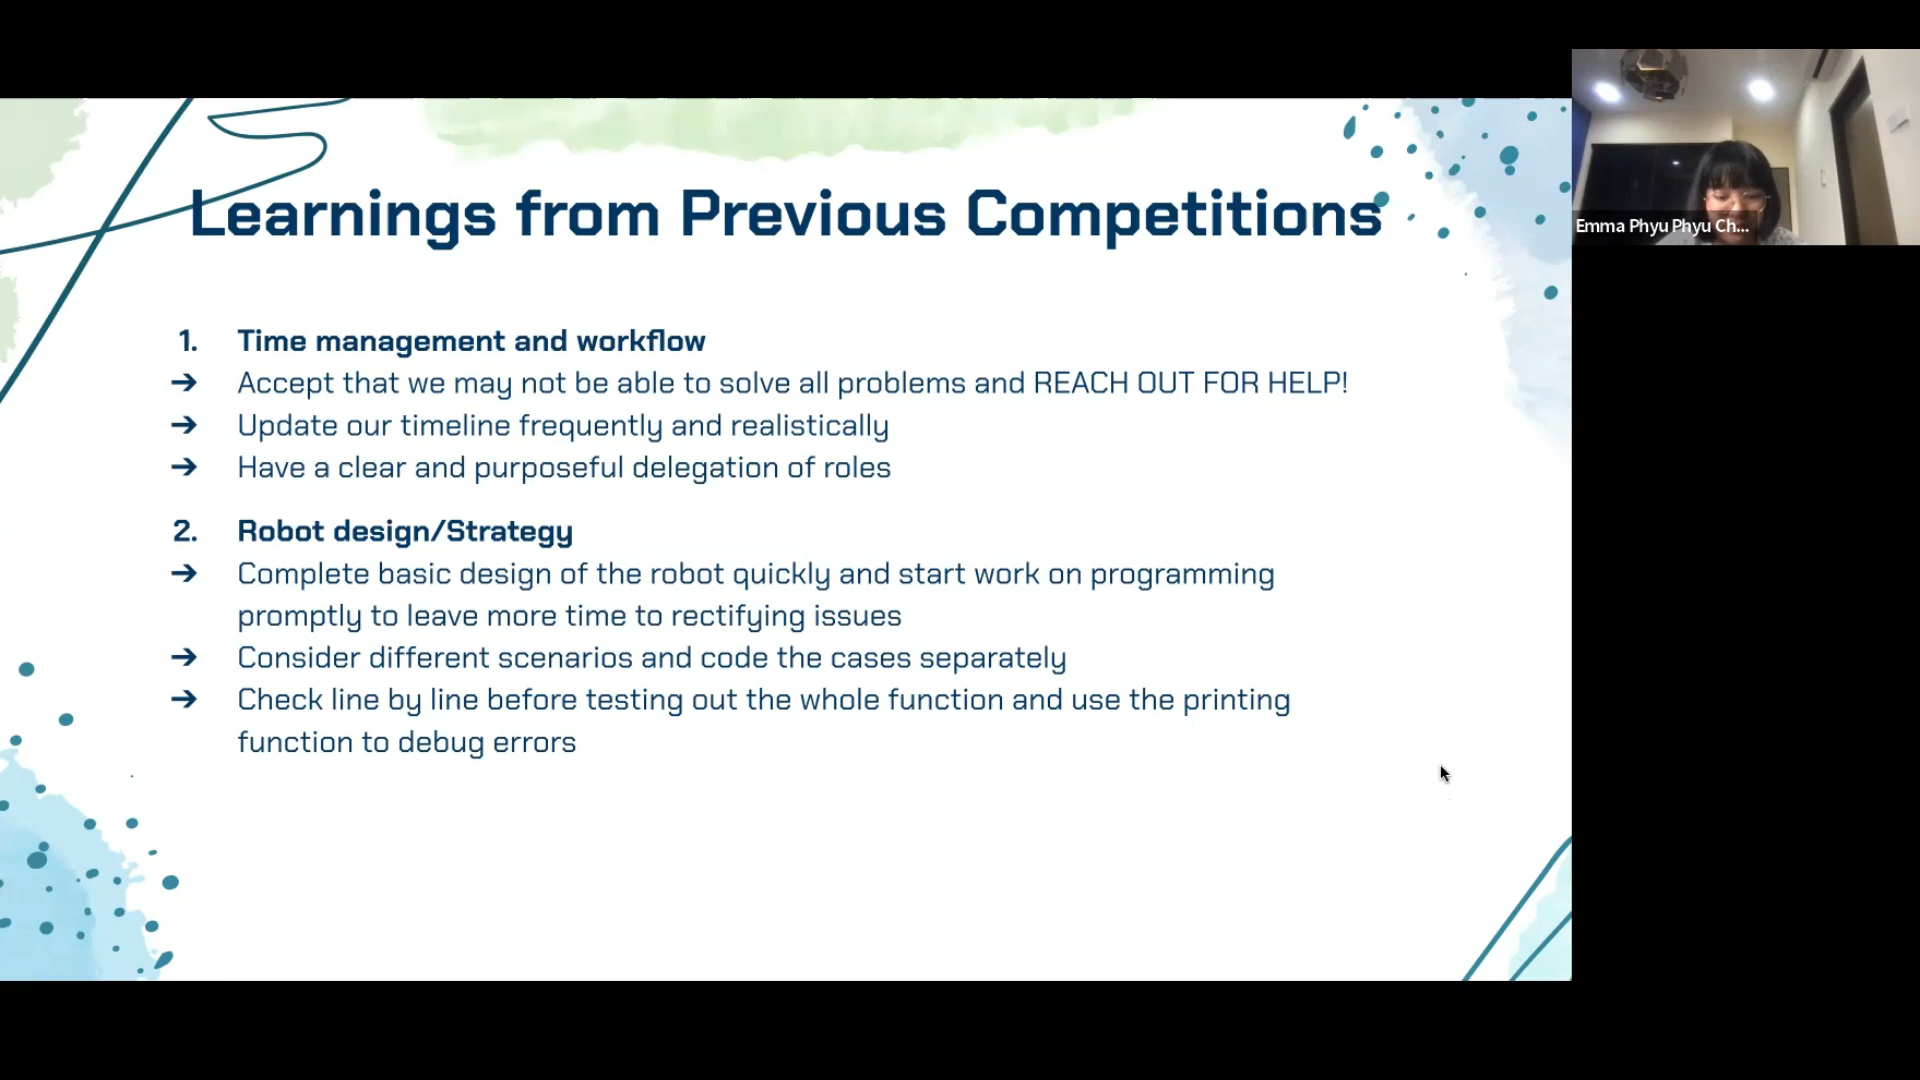 Learnings from Previous Competitions
Emma Phyu Phyu Ch...
1. Time management and workflow
➔ Accept that we may not be able to solve all problems and REACH OUT FOR HELP!
➔ Update our timeline frequently and realistically
➔ Have a clear and purposeful delegation of roles
2. Robot design/Strategy
➔ Complete basic design of the robot quickly and start work on programming
promptly to leave more time to rectifying issues
➔ Consider different scenarios and code the cases separately
➔ Check line by line before testing out the whole function and use the printing
function to debug errors